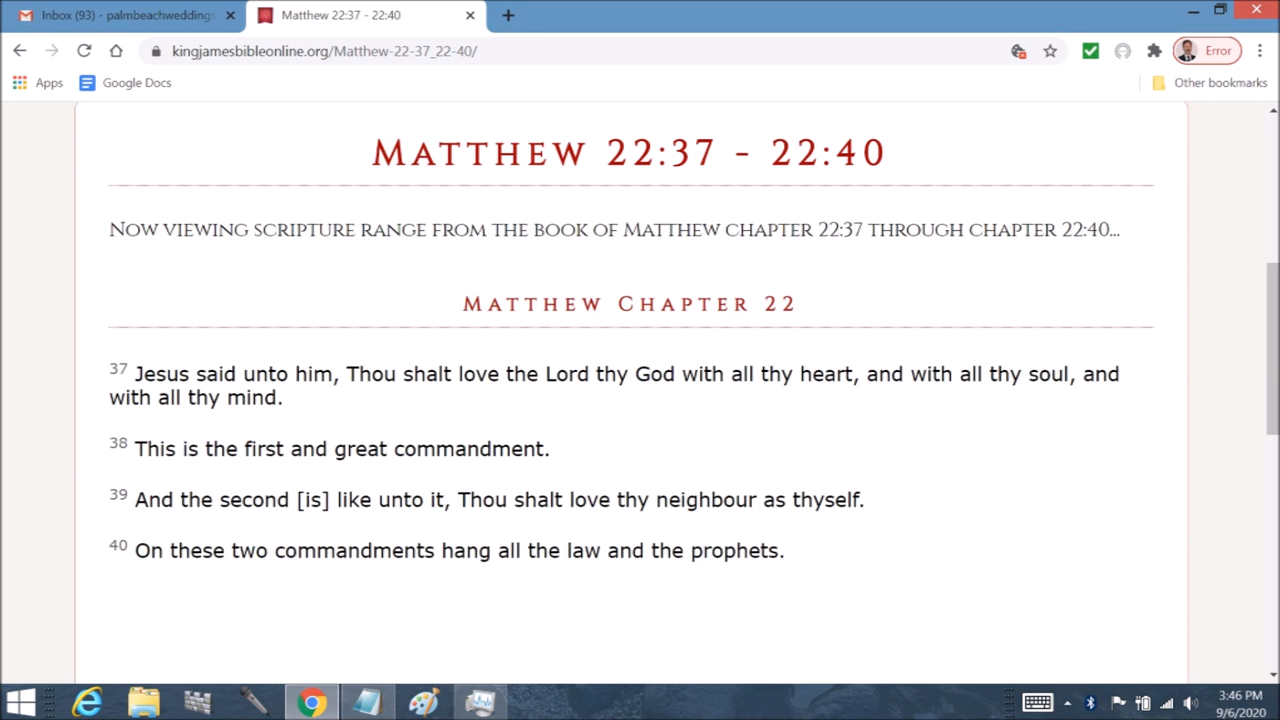 Inbox (93) - palmbeachwedding
Matthew 22:37 - 22:40
kingjamesbibleonline.org/Matthew-22-37_22-40/
Error
Apps
Google Docs
Other bookmarks
Matthew 22:37 - 22:40
Now viewing scripture range from the book of Matthew chapter 22:37 through chapter 22:40...
Matthew Chapter 22
37 Jesus said unto him, Thou shalt love the Lord thy God with all thy heart, and with all thy soul, and
with all thy mind.
38 This is the first and great commandment.
39 And the second [is] like unto it, Thou shalt love thy neighbour as thyself.
40 On these two commandments hang all the law and the prophets.
3:46 PM
9/6/2020